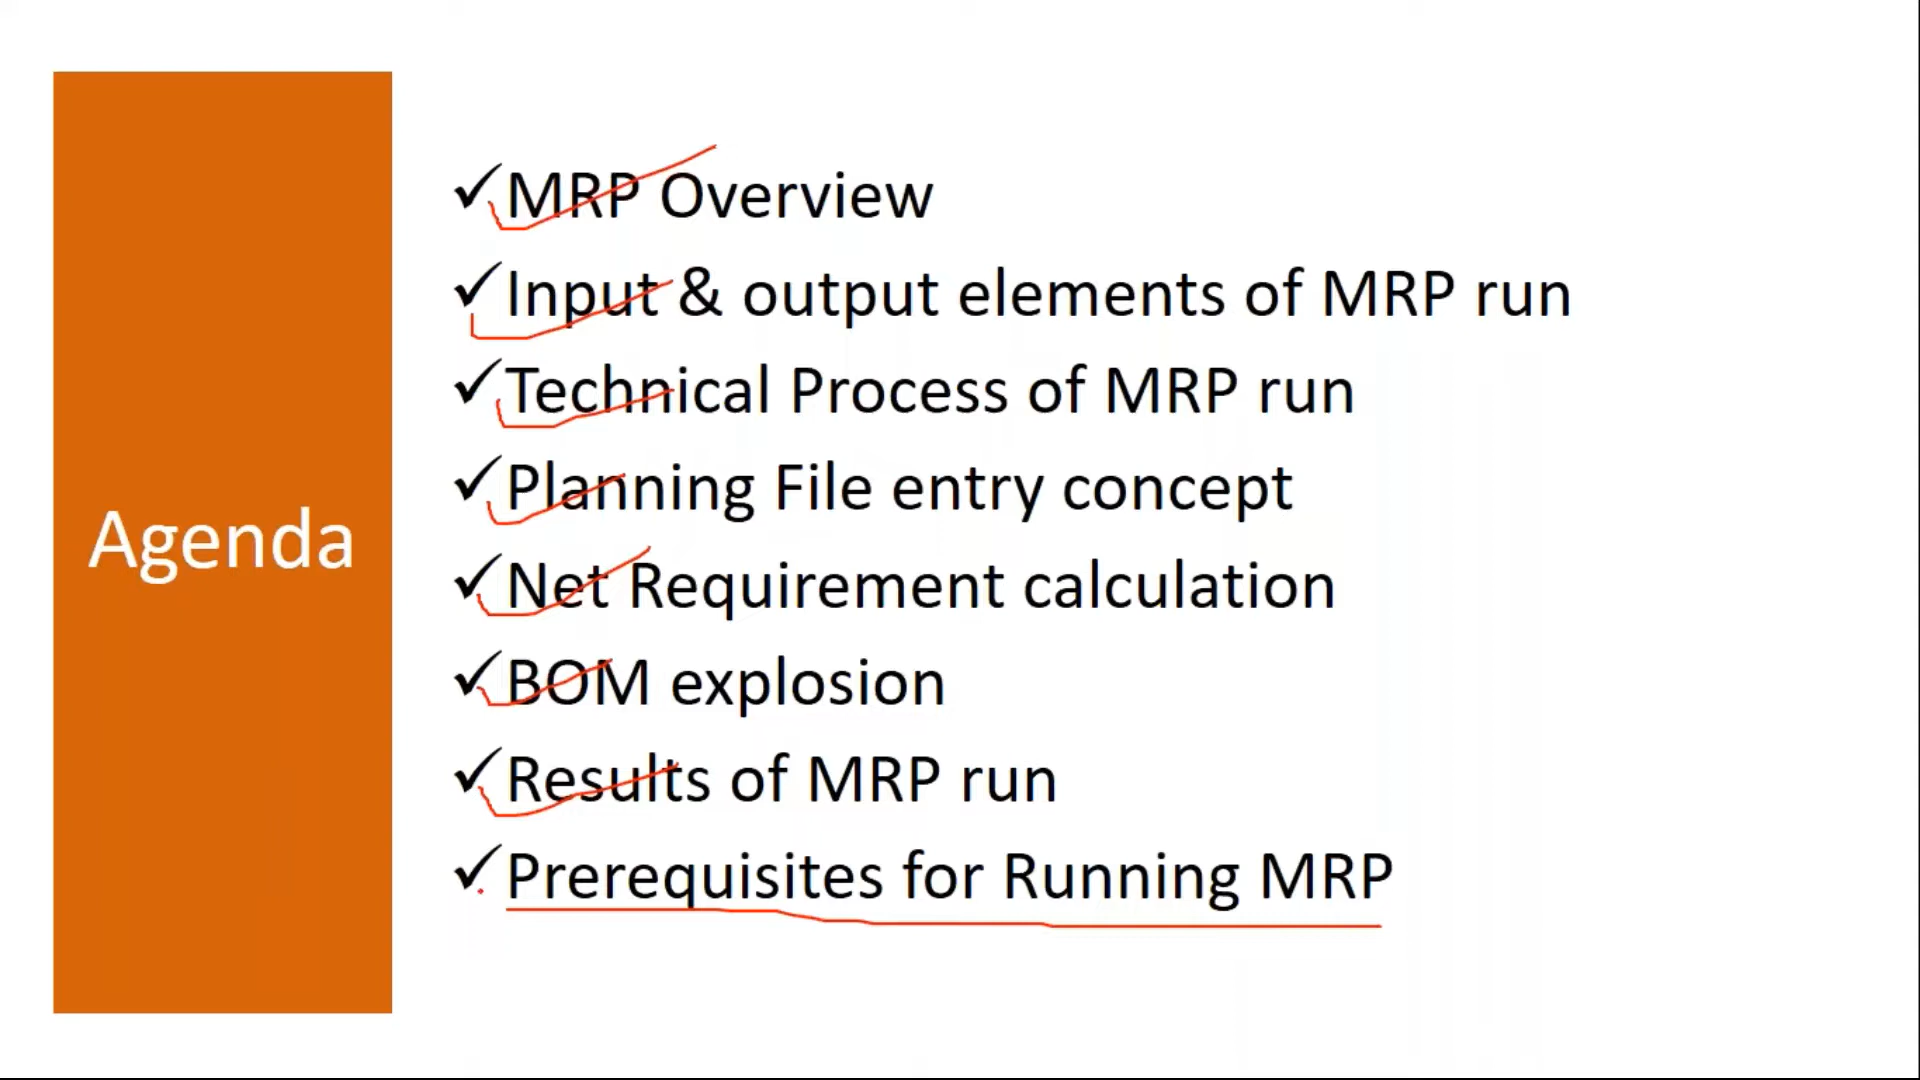 Agenda
✓MRP Overview
✓Input & output elements of MRP run
✓Technical Process of MRP run
✓Planning File entry concept
✓Net Requirement calculation
✓BOM explosion
✓Results of MRP run
✓Prerequisites for Running MRP